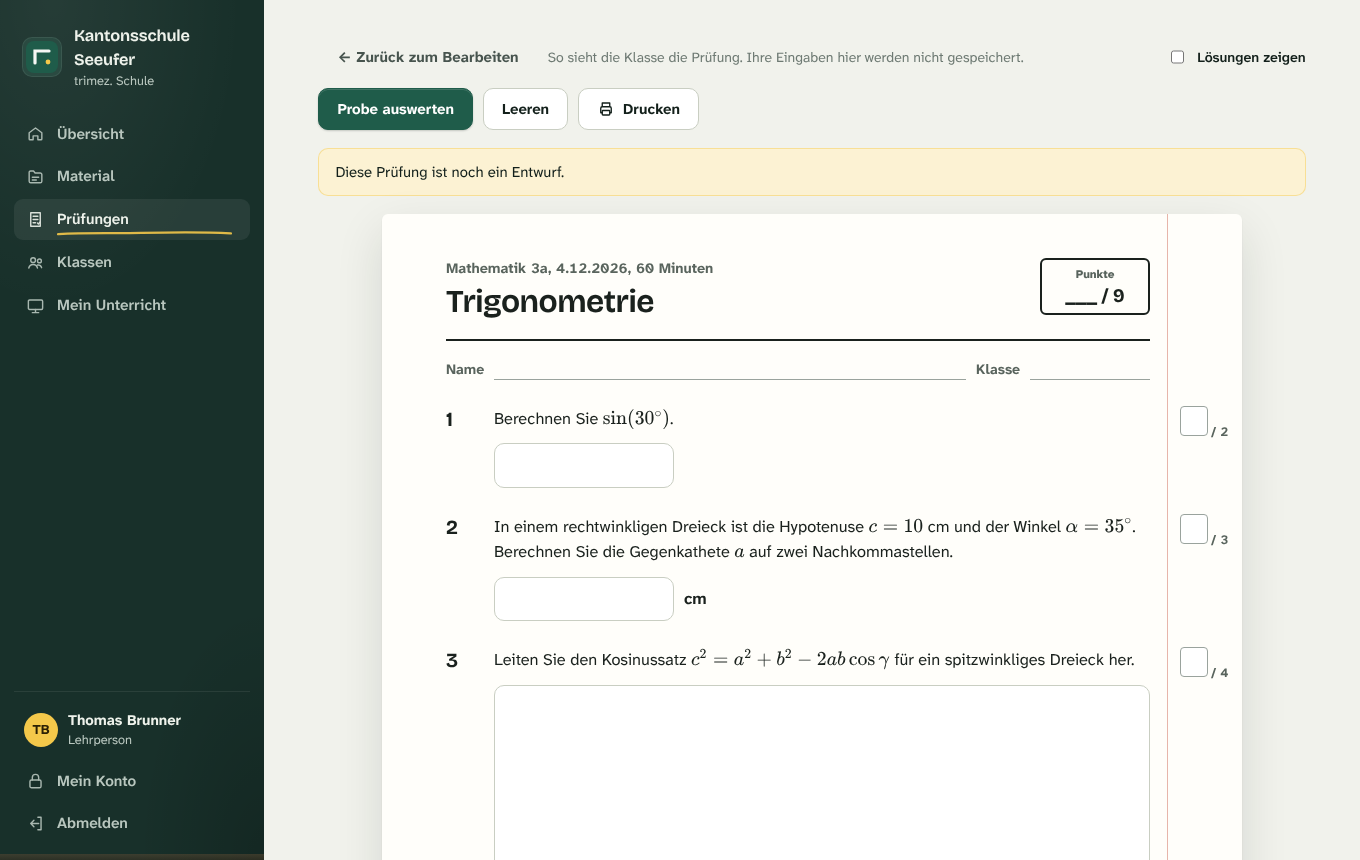 Kantonsschule
Seeufer
trimez. Schule
Übersicht
Material
Prüfungen
Klassen
Mein Unterricht
TB
Thomas Brunner
Lehrperson
Mein Konto
Abmelden
← Zurück zum Bearbeiten
So sieht die Klasse die Prüfung. Ihre Eingaben hier werden nicht gespeichert.
Lösungen zeigen
Probe auswerten
Leeren
Drucken
Diese Prüfung ist noch ein Entwurf.
Mathematik 3a, 4.12.2026, 60 Minuten
Trigonometrie
Punkte
___ / 9
Name
Klasse
1 Berechnen Sie sin(30°).
/ 2
2 In einem rechtwinkligen Dreieck ist die Hypotenuse c = 10 cm und der Winkel α = 35°.
Berechnen Sie die Gegenkathete a auf zwei Nachkommastellen.
/ 3
cm
3 Leiten Sie den Kosinussatz c² = a² + b² − 2ab cos γ für ein spitzwinkliges Dreieck her.
/ 4